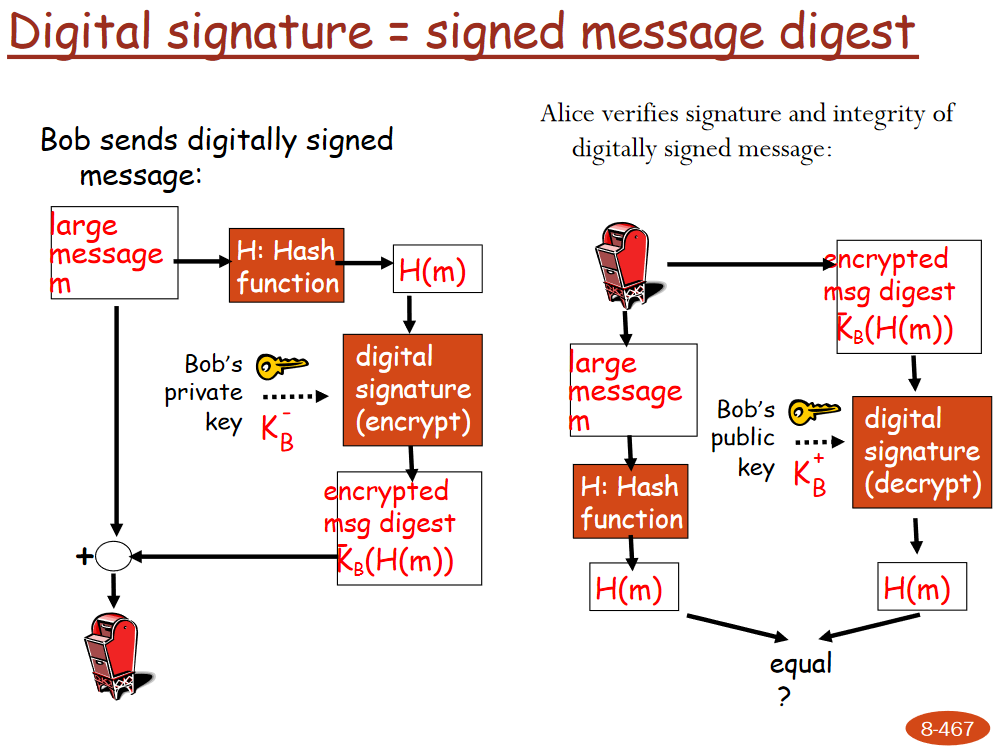 Digital signature = signed message digest
Bob sends digitally signed
message:
large
message
m
H: Hash
function
H(m)
Bob's
private
key
K_B^-
digital
signature
(encrypt)
encrypted
msg digest
K_B^-(H(m))
+
Alice verifies signature and integrity of
digitally signed message:
encrypted
msg digest
K_B^-(H(m))
large
message
m
H: Hash
function
H(m)
Bob's
public
key
K_B^+
digital
signature
(decrypt)
H(m)
equal
?
8-467